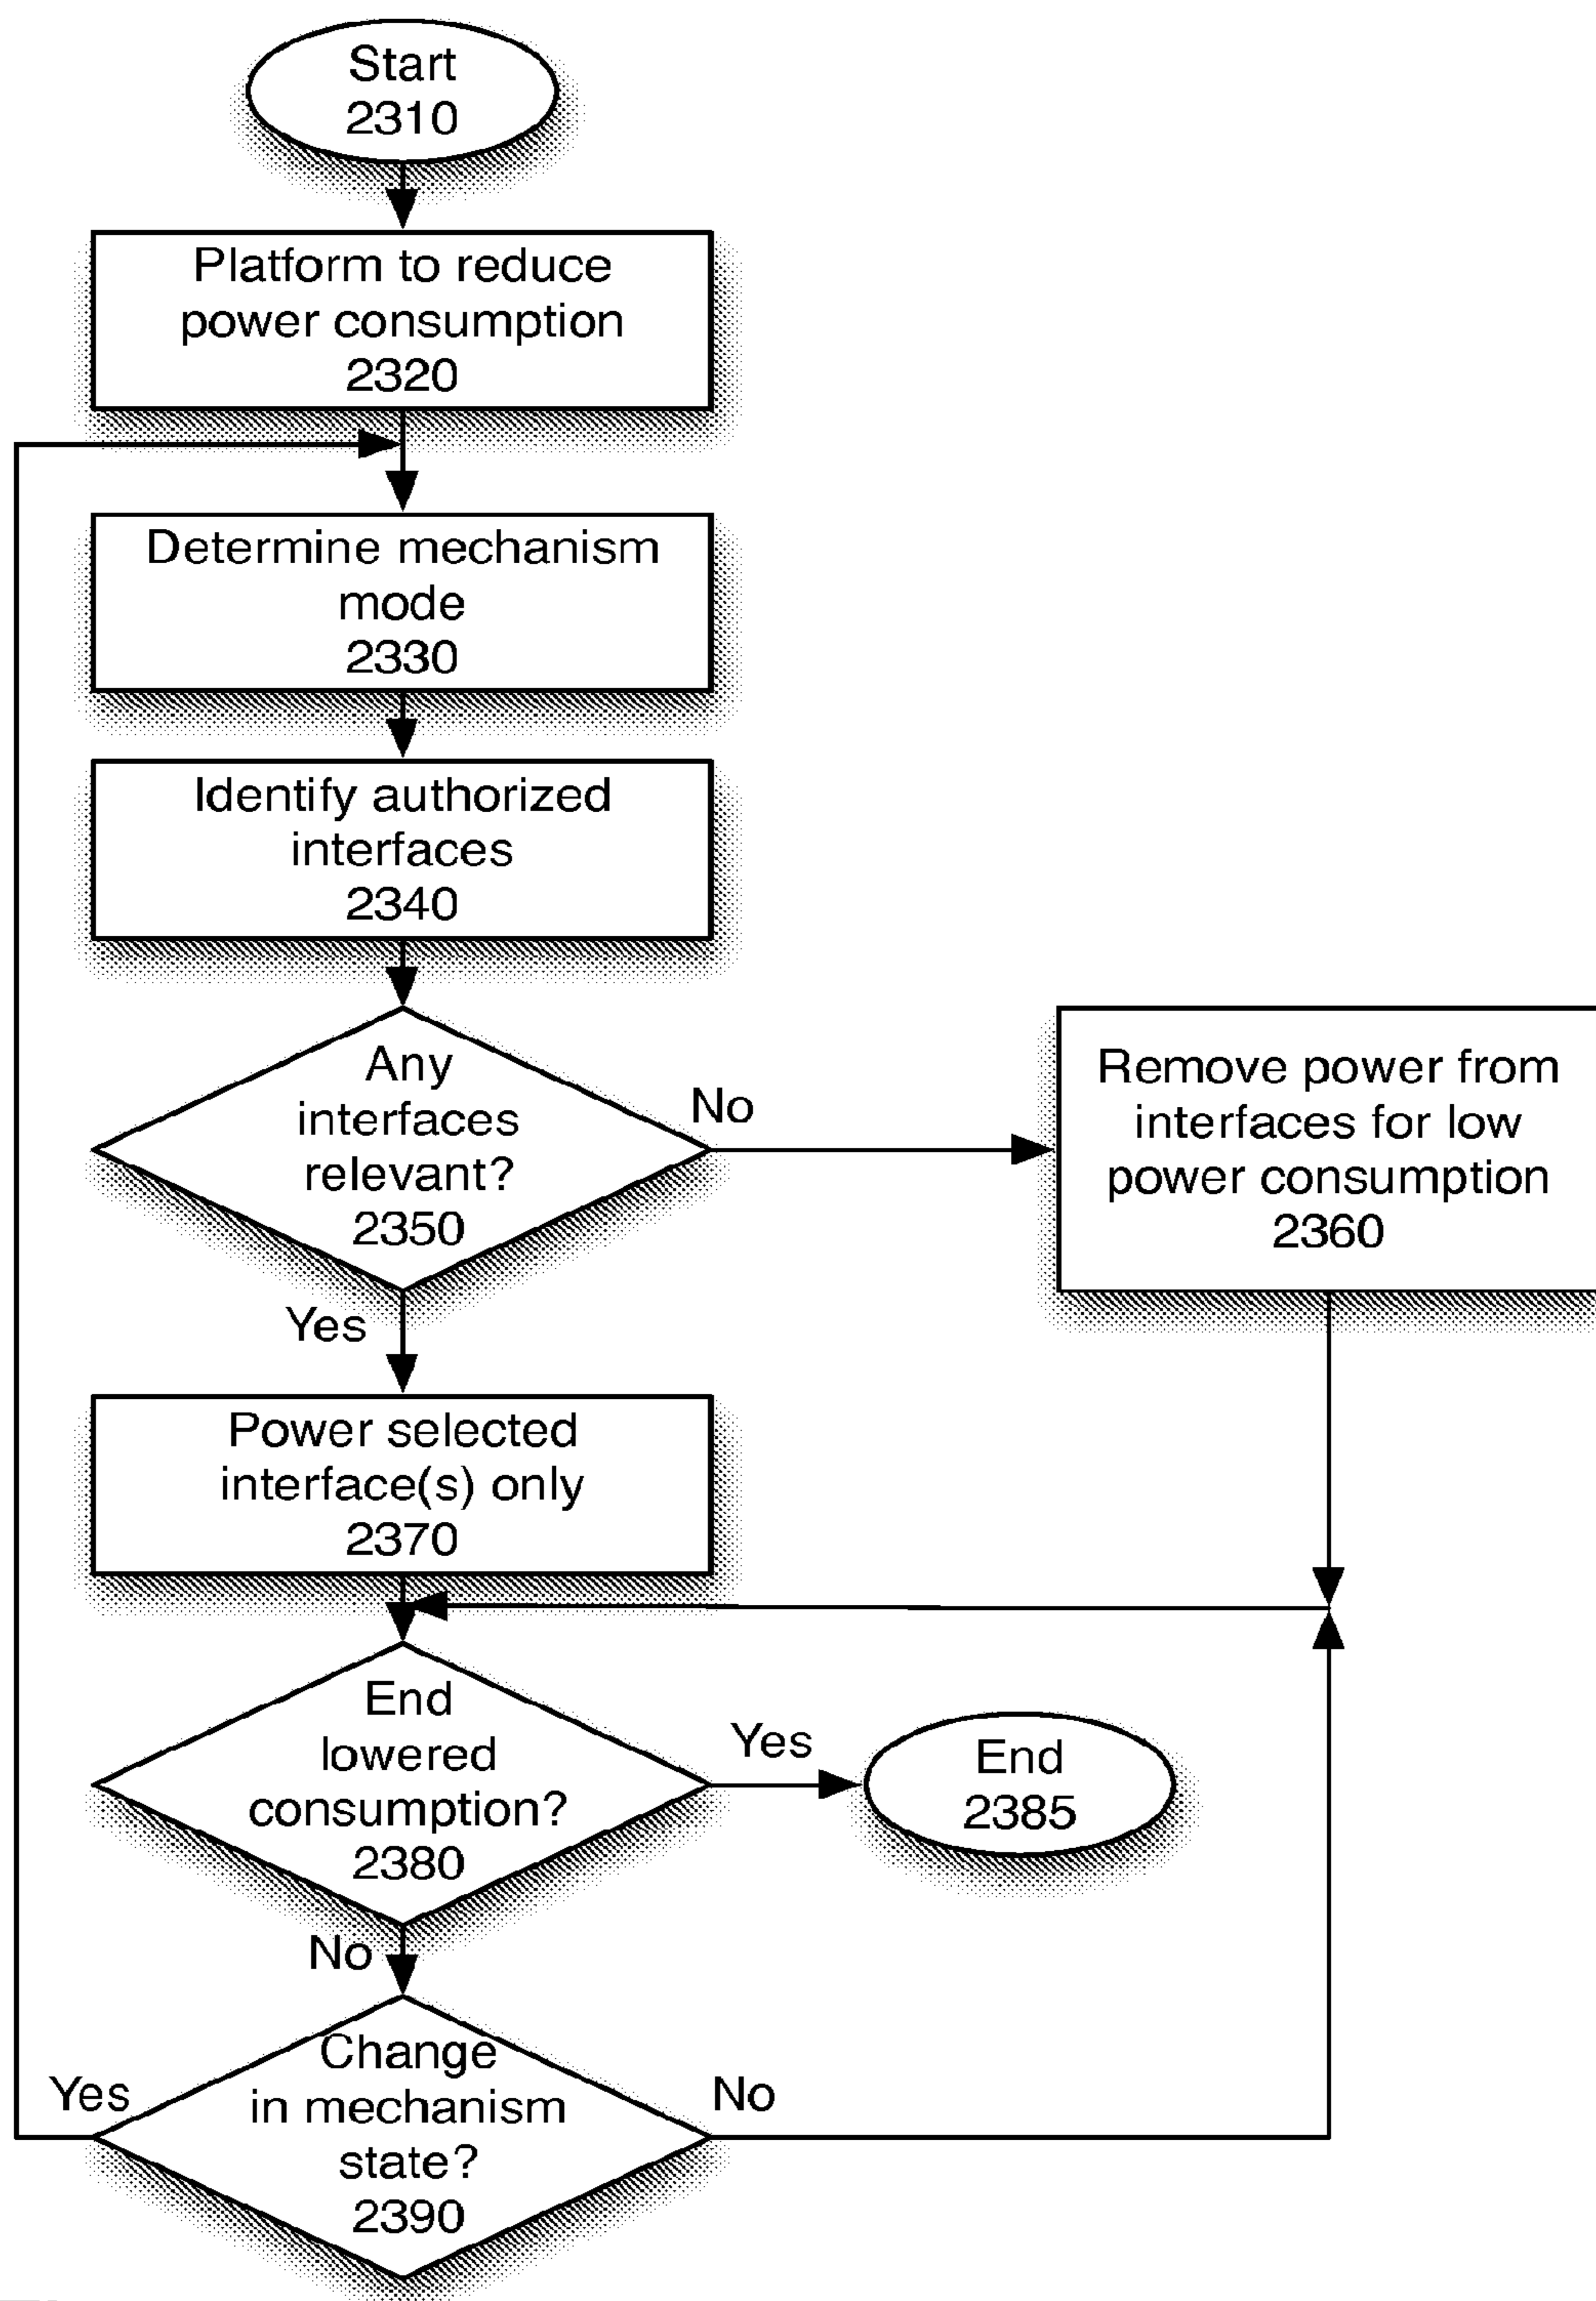 Start
2310
Platform to reduce
power consumption
2320
Determine mechanism
mode
2330
Identify authorized
interfaces
2340
Any
interfaces
relevant?
2350
No
Remove power from
interfaces for low
power consumption
2360
Yes
Power selected
interface(s) only
2370
End
lowered
consumption?
2380
Yes
End
2385
No
Change
in mechanism
state?
2390
Yes
No